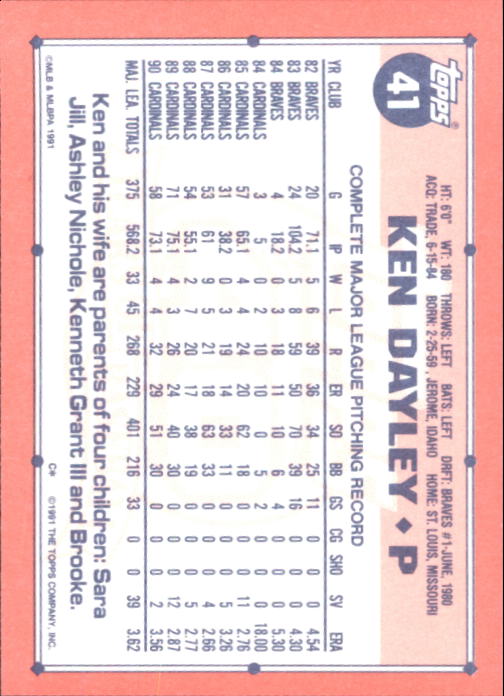 Topps®
41
KEN DAYLEY ♦ P
HT: 6'0" WT: 180 THROWS: LEFT BATS: LEFT DRFT: BRAVES #1-JUNE, 1980
ACQ: TRADE, 6-15-84 BORN: 2-25-59, JEROME, IDAHO HOME: ST. LOUIS, MISSOURI
COMPLETE MAJOR LEAGUE PITCHING RECORD
YR CLUB G IP W L R ER SO BB GS CG SHO SV ERA
82 BRAVES 20 71.1 5 6 39 36 34 25 11 0 0 0 4.54
83 BRAVES 24 104.2 5 8 59 50 70 39 16 0 0 0 4.30
84 BRAVES 4 18.2 0 3 18 11 10 6 4 0 0 0 5.30
84 CARDINALS 3 5 0 2 10 10 0 5 2 0 0 0 18.00
85 CARDINALS 57 65.1 4 4 24 20 62 18 0 0 0 11 2.76
86 CARDINALS 31 38.2 0 3 19 14 33 11 0 0 0 5 3.26
87 CARDINALS 53 61 9 5 21 18 63 33 0 0 0 4 2.66
88 CARDINALS 54 55.1 2 7 20 17 38 19 0 0 0 5 2.77
89 CARDINALS 71 75.1 4 3 26 24 40 30 0 0 0 12 2.87
90 CARDINALS 58 73.1 4 4 32 29 51 30 0 0 0 2 3.56
MAJ. LEA. TOTALS 375 568.2 33 45 268 229 401 216 33 0 0 39 3.62
Ken and his wife are parents of four children: Sara
Jill, Ashley Nichole, Kenneth Grant III and Brooke.
©MLB & MLBPA 1991 C* ©1991 THE TOPPS COMPANY, INC.